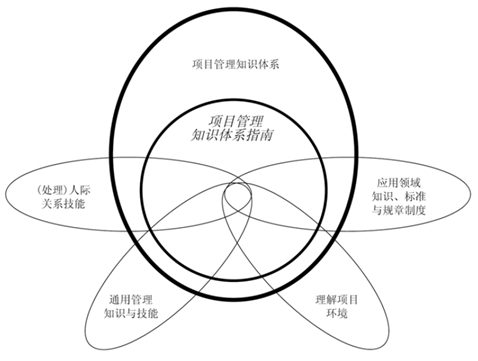 项目管理知识体系
项目管理
知识体系指南
(处理)人际
关系技能
应用领域
知识、标准
与规章制度
通用管理
知识与技能
理解项目
环境